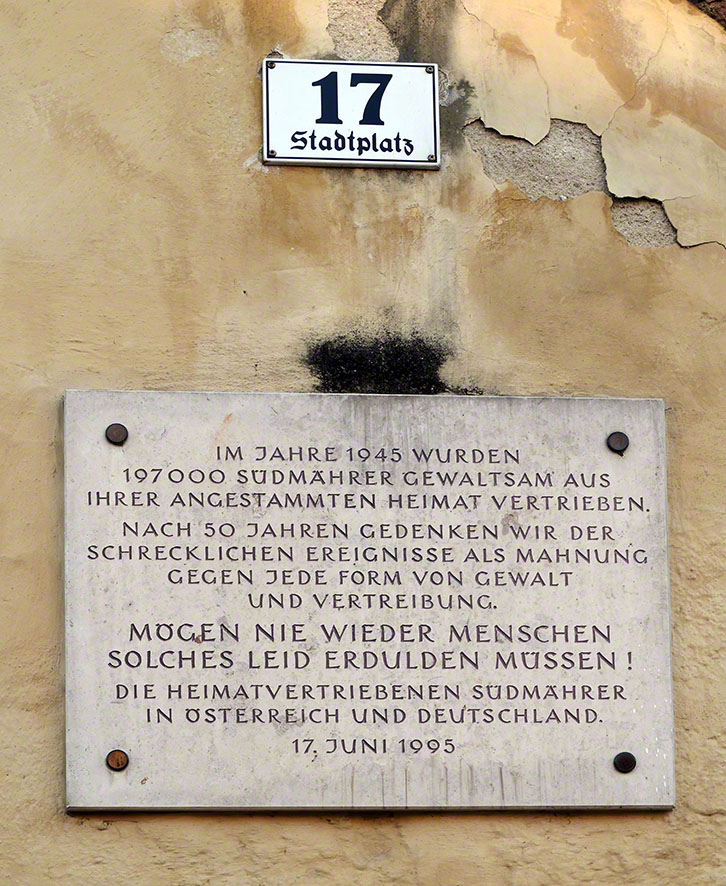 17
Stadtplatz
IM JAHRE 1945 WURDEN
197000 SÜDMÄHRER GEWALTSAM AUS
IHRER ANGESTAMMTEN HEIMAT VERTRIEBEN.
NACH 50 JAHREN GEDENKEN WIR DER
SCHRECKLICHEN EREIGNISSE ALS MAHNUNG
GEGEN JEDE FORM VON GEWALT
UND VERTREIBUNG.
MÖGEN NIE WIEDER MENSCHEN
SOLCHES LEID ERDULDEN MÜSSEN!
DIE HEIMATVERTRIEBENEN SÜDMÄHRER
IN ÖSTERREICH UND DEUTSCHLAND.
17. JUNI 1995